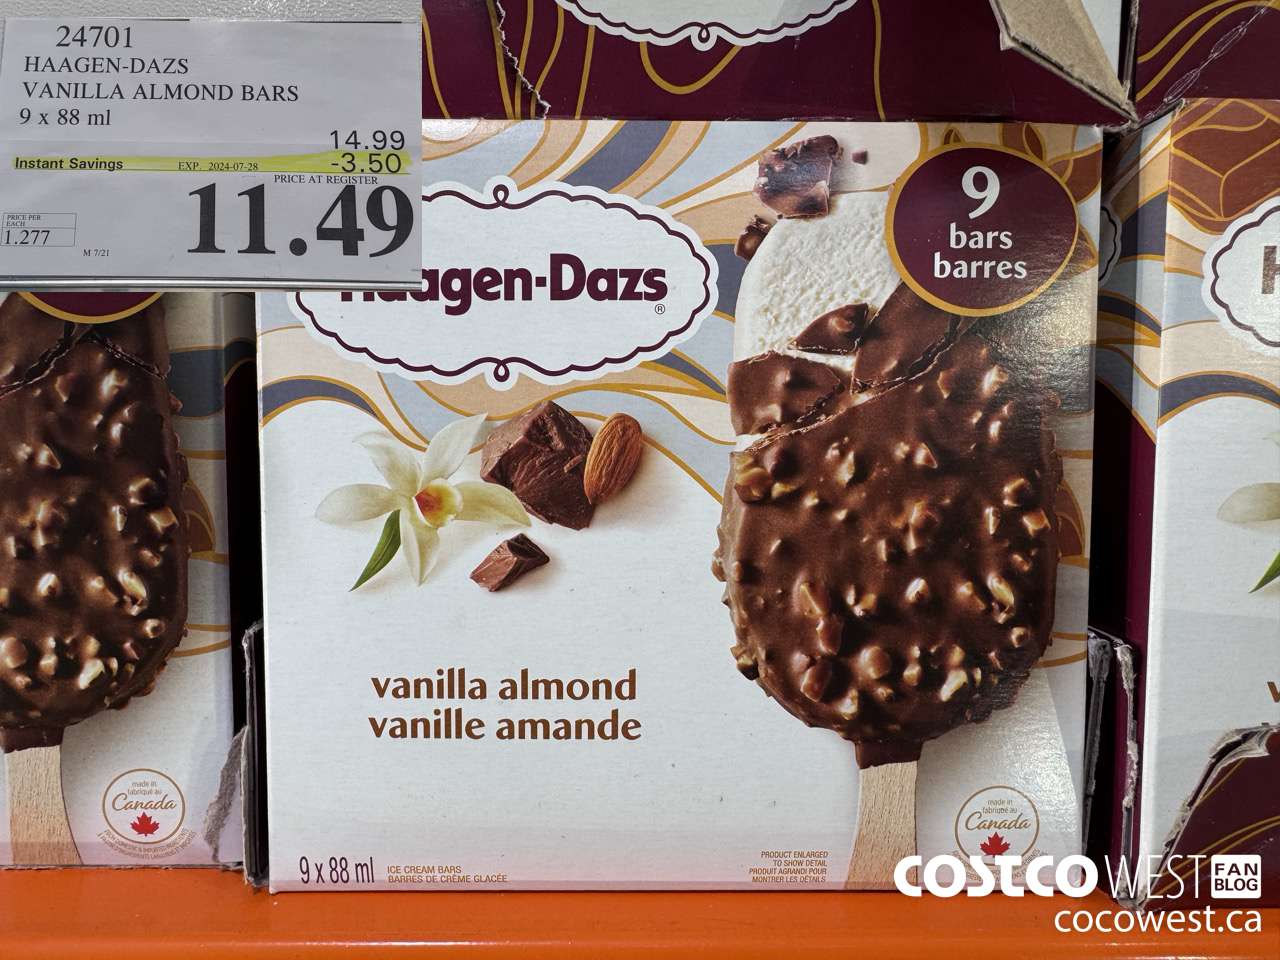 24701
HAAGEN-DAZS
VANILLA ALMOND BARS
9 x 88 ml
14.99
Instant Savings EXP. 2024-07-28 -3.50
PRICE AT REGISTER
11.49
PRICE PER
EACH
1.277
M 7/21
Häagen-Dazs
®
9
bars
barres
vanilla almond
vanille amande
made in
fabriqué au
Canada
made in
fabriqué au
Canada
9 x 88 ml
ICE CREAM BARS
BARRES DE CRÈME GLACÉE
PRODUCT ENLARGED
TO SHOW DETAIL
PRODUIT AGRANDI POUR
MONTRER LES DÉTAILS
COSTCO WEST FAN BLOG
cocowest.ca